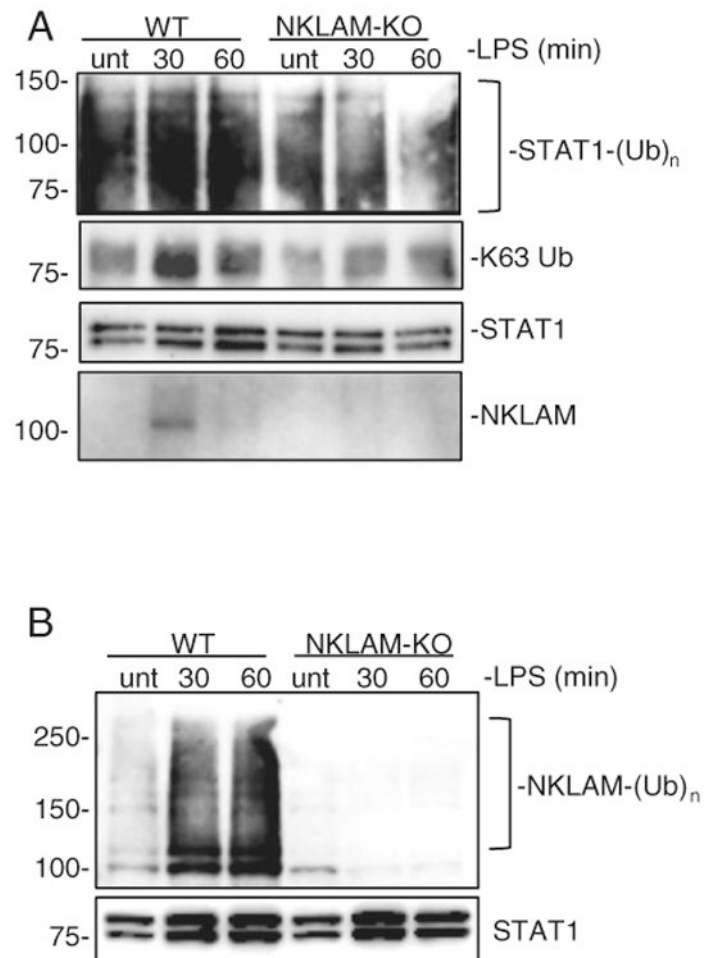 A
WT NKLAM-KO
unt 30 60 unt 30 60 -LPS (min)
150-
100- -STAT1-(Ub)n
75-
75- -K63 Ub
75- -STAT1
100- -NKLAM
B
WT NKLAM-KO
unt 30 60 unt 30 60 -LPS (min)
250-
150- -NKLAM-(Ub)n
100-
75- STAT1